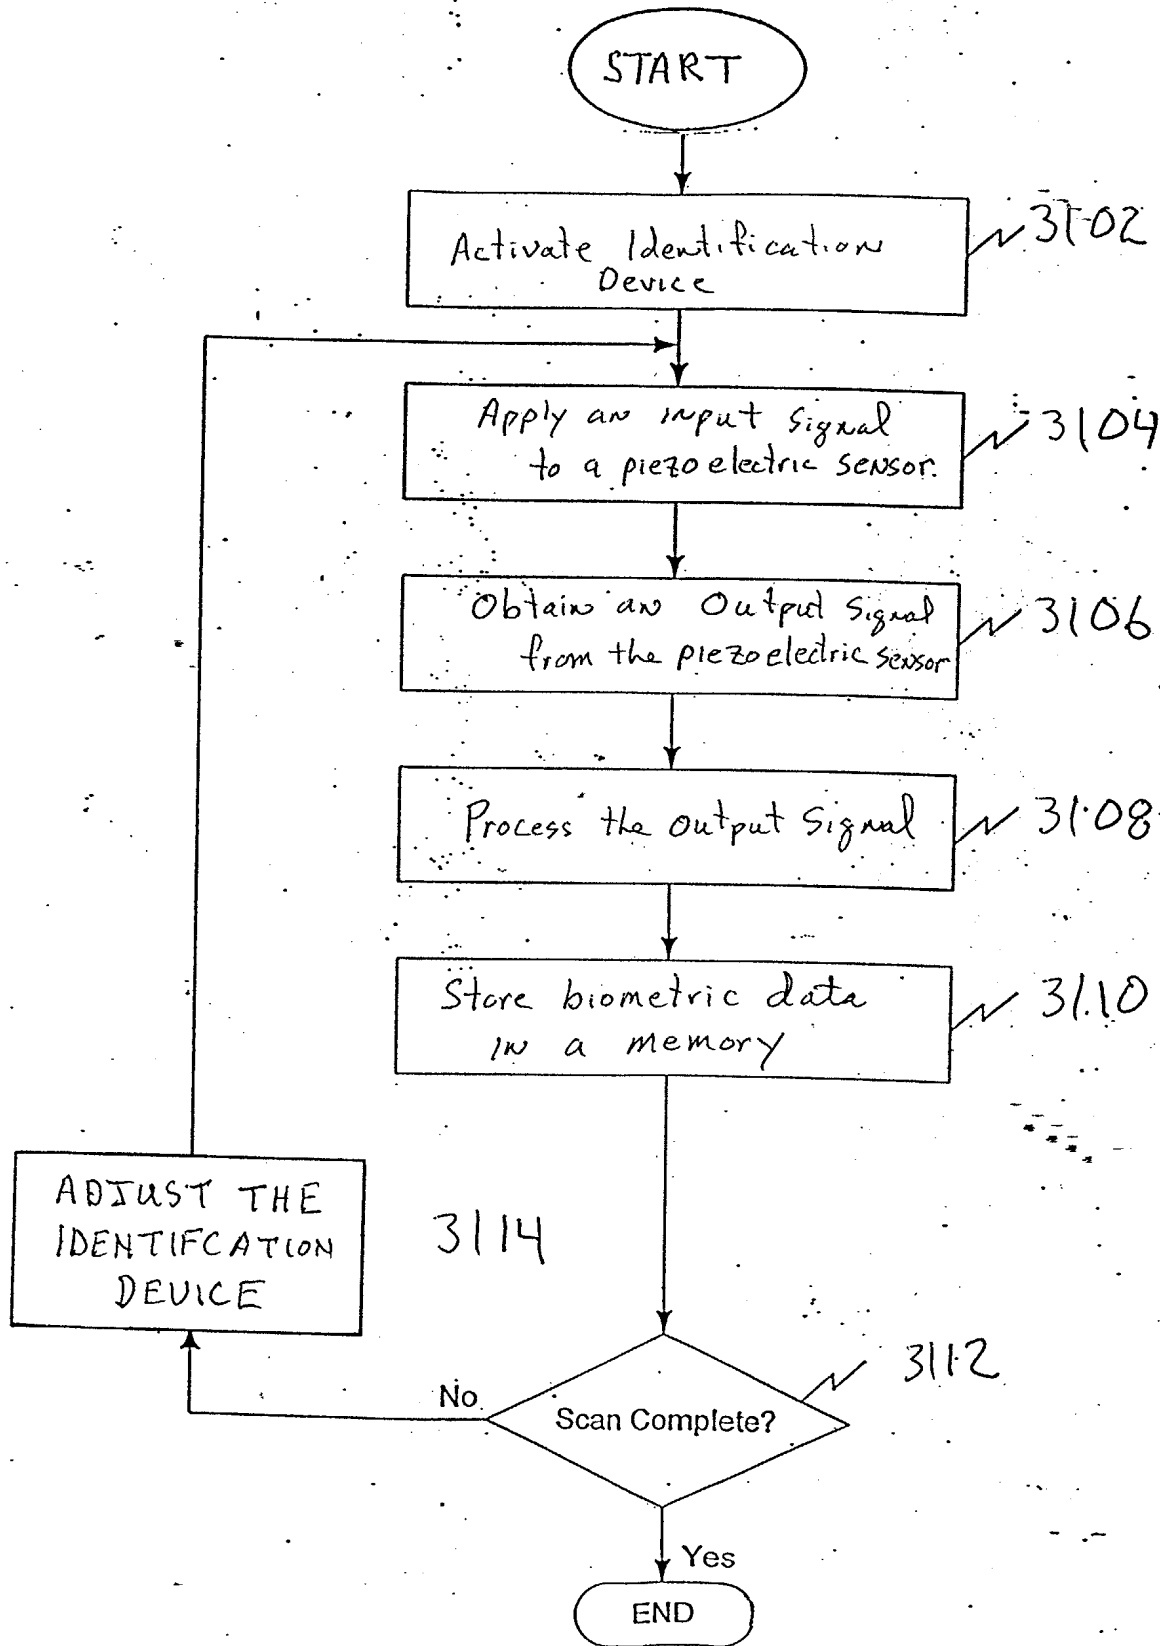 START
Activate Identification
Device
3102
Apply an input signal
to a piezoelectric sensor.
3104
Obtain an Output Signal
from the piezoelectric sensor
3106
Process the output Signal
3108
Store biometric data
in a memory
3110
ADJUST THE
IDENTIFCATION
DEVICE
3114
3112
No
Scan Complete?
Yes
END